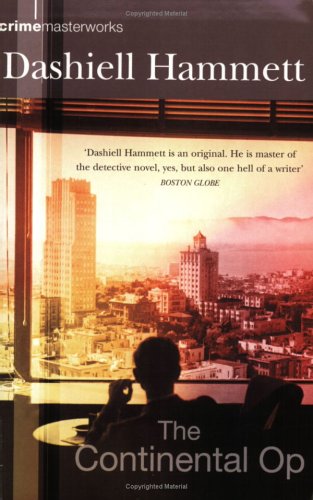 crimemasterworks
Dashiell Hammett
‘Dashiell Hammett is an original. He is master
of the detective novel, yes, but also one hell of a writer’
BOSTON GLOBE
The
Continental Op